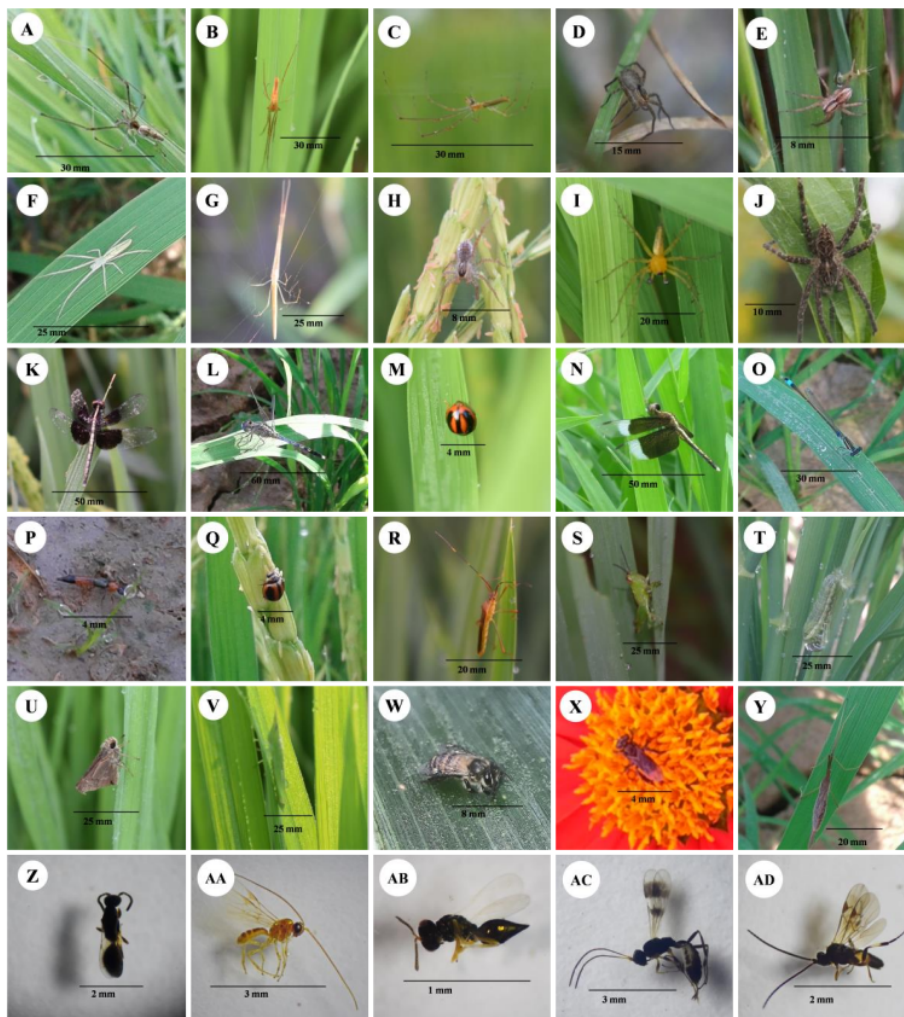 A B C D E
30 mm 30 mm 30 mm 15 mm 8 mm
F G H I J
25 mm 25 mm 8 mm 20 mm 10 mm
K L M N O
50 mm 60 mm 4 mm 50 mm 30 mm
P Q R S T
4 mm 4 mm 20 mm 25 mm 25 mm
U V W X Y
25 mm 25 mm 8 mm 4 mm 20 mm
Z AA AB AC AD
2 mm 3 mm 1 mm 3 mm 2 mm